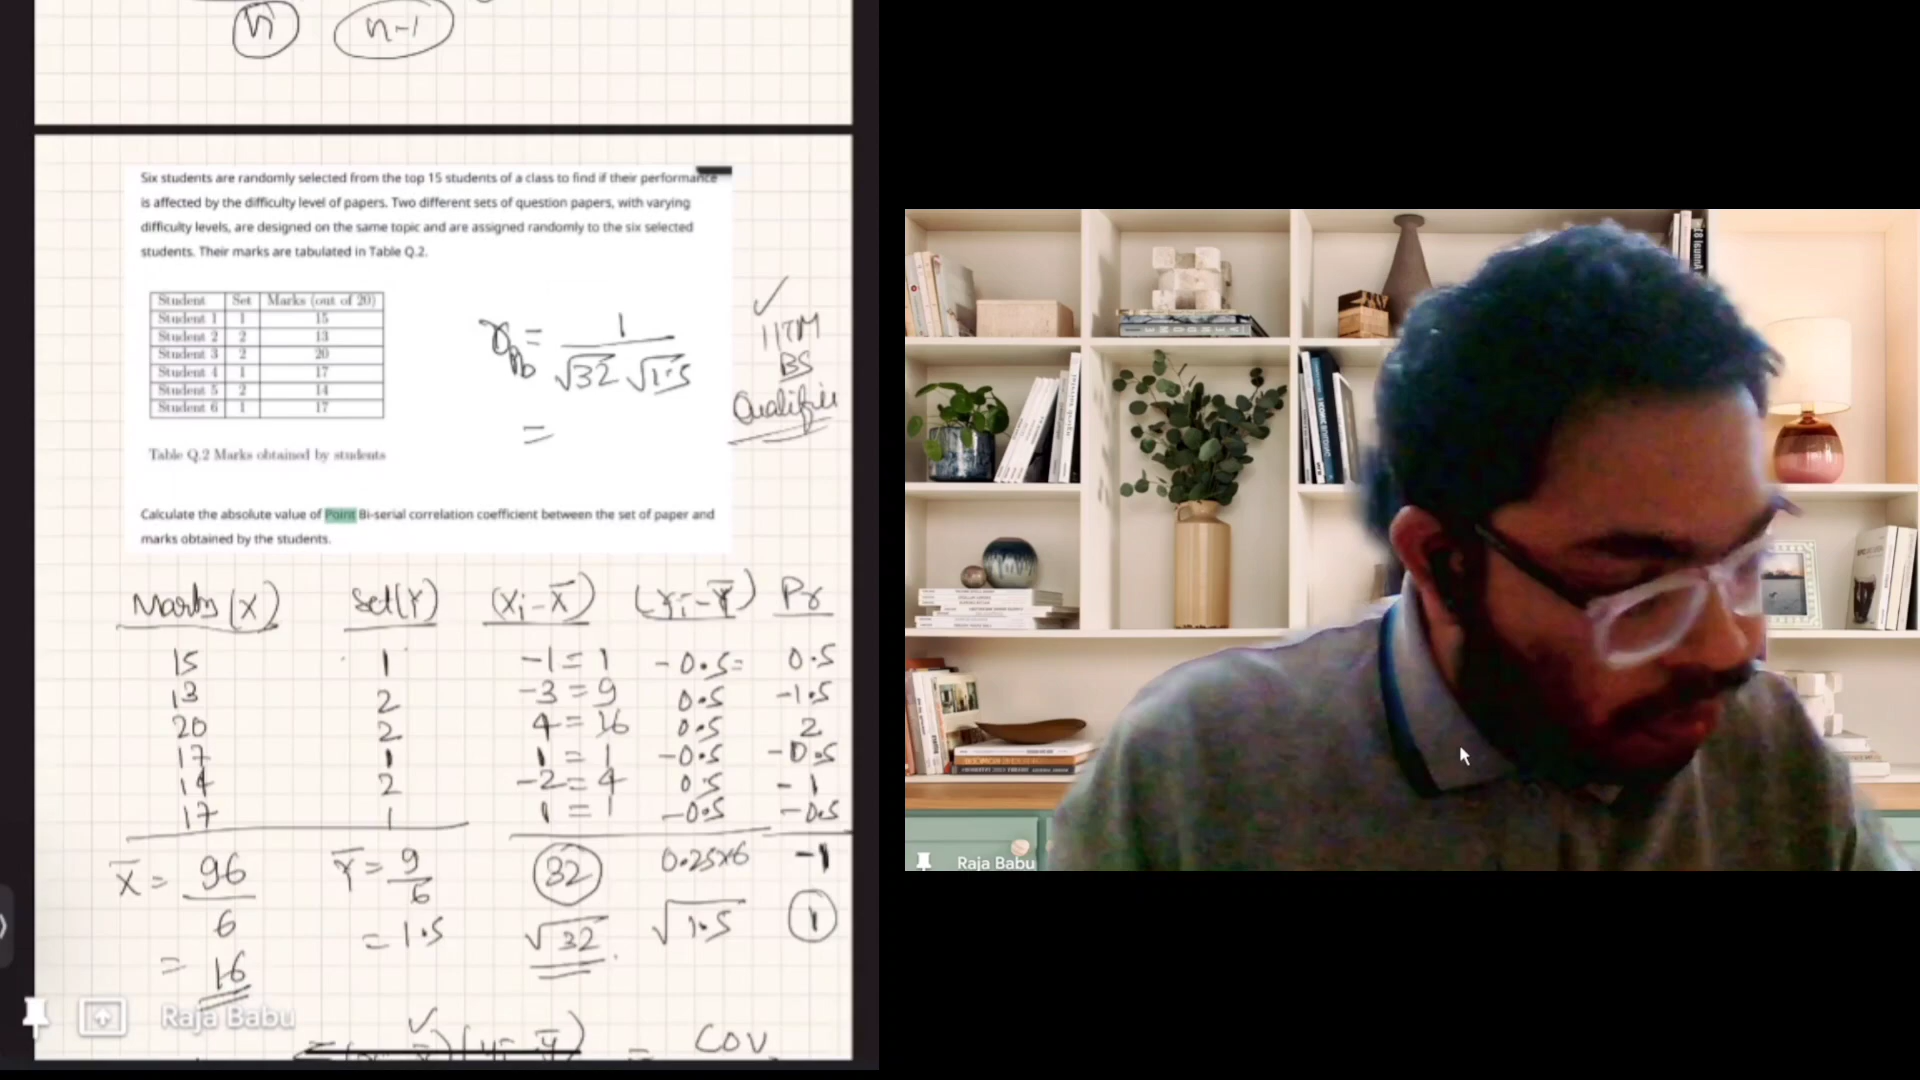 n n-1
Six students are randomly selected from the top 15 students of a class to find if their performance
is affected by the difficulty level of papers. Two different sets of question papers, with varying
difficulty levels, are designed on the same topic and are assigned randomly to the six selected
students. Their marks are tabulated in Table Q.2.
Student Set Marks (out of 20)
Student 1 1 15
Student 2 2 13
Student 3 2 20
Student 4 1 17
Student 5 2 14
Student 6 1 17
Table Q.2 Marks obtained by students
= 1
√32 √1.5
=
✓
IITM
BS
Qualifier
Calculate the absolute value of Point Bi-serial correlation coefficient between the set of paper and
marks obtained by the students.
Marks (X) Set(Y) (Xi - X̄) (Yi - Ȳ) Pr
15 1 -1 = 1 -0.5= 0.5
13 2 -3 = 9 0.5 -1.5
20 2 4 = 16 0.5 2
17 1 1 = 1 -0.5 -0.5
14 2 -2 = 4 0.5 -1
17 1 1 = 1 -0.5 -0.5
X̄ = 96 Ȳ = 9 32 0.25x6 -1
6 6
= 16 = 1.5 √32 √1.5 1
Raja Babu
= Cov
Raja Babu